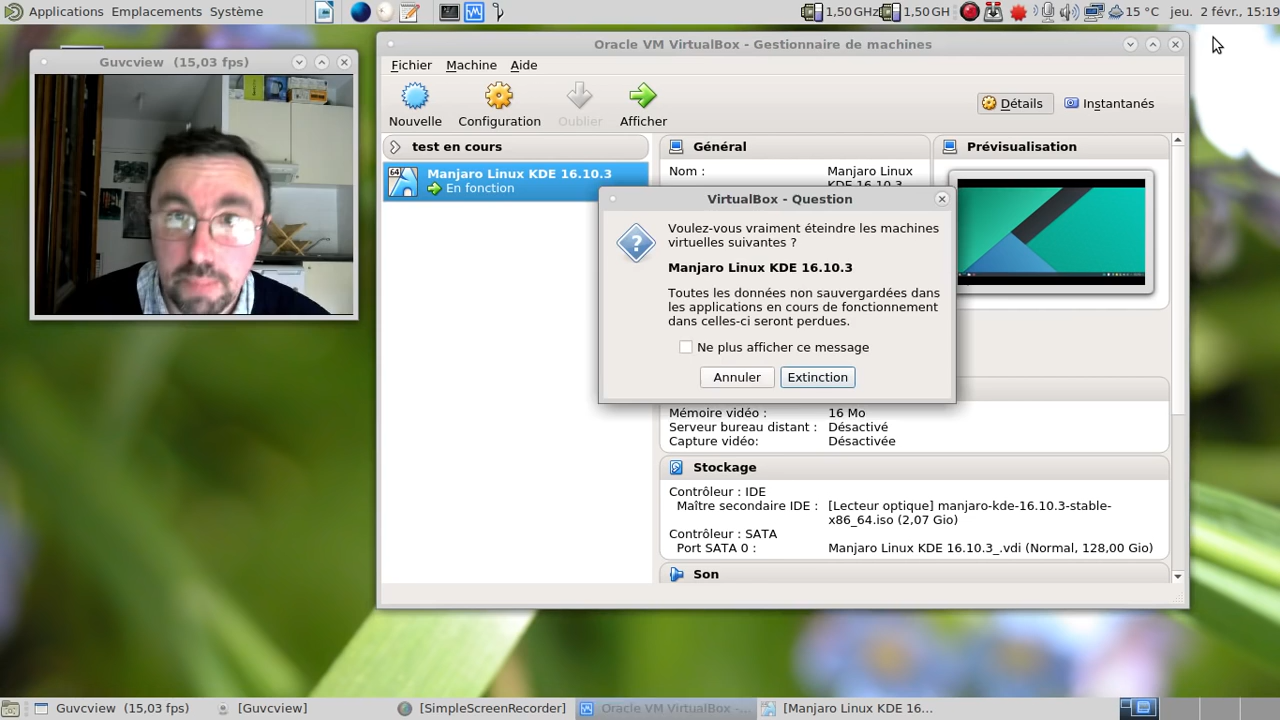 Applications Emplacements Système
1,50 GHz 1,50 GH 15 °C jeu. 2 févr., 15:19
Guvcview (15,03 fps)
Oracle VM VirtualBox - Gestionnaire de machines
Fichier Machine Aide
Nouvelle Configuration Oublier Afficher
Détails Instantanés
test en cours
64
Manjaro Linux KDE 16.10.3
En fonction
Général
Nom : Manjaro Linux
KDE 16.10.3
Prévisualisation
VirtualBox - Question
Voulez-vous vraiment éteindre les machines
virtuelles suivantes ?
Manjaro Linux KDE 16.10.3
Toutes les données non sauvergardées dans
les applications en cours de fonctionnement
dans celles-ci seront perdues.
Ne plus afficher ce message
Annuler Extinction
Mémoire vidéo : 16 Mo
Serveur bureau distant : Désactivé
Capture vidéo: Désactivée
Stockage
Contrôleur : IDE
Maître secondaire IDE : [Lecteur optique] manjaro-kde-16.10.3-stable-
x86_64.iso (2,07 Gio)
Contrôleur : SATA
Port SATA 0 : Manjaro Linux KDE 16.10.3_.vdi (Normal, 128,00 Gio)
Son
Guvcview (15,03 fps) [Guvcview] [SimpleScreenRecorder] Oracle VM VirtualBox -... [Manjaro Linux KDE 16...